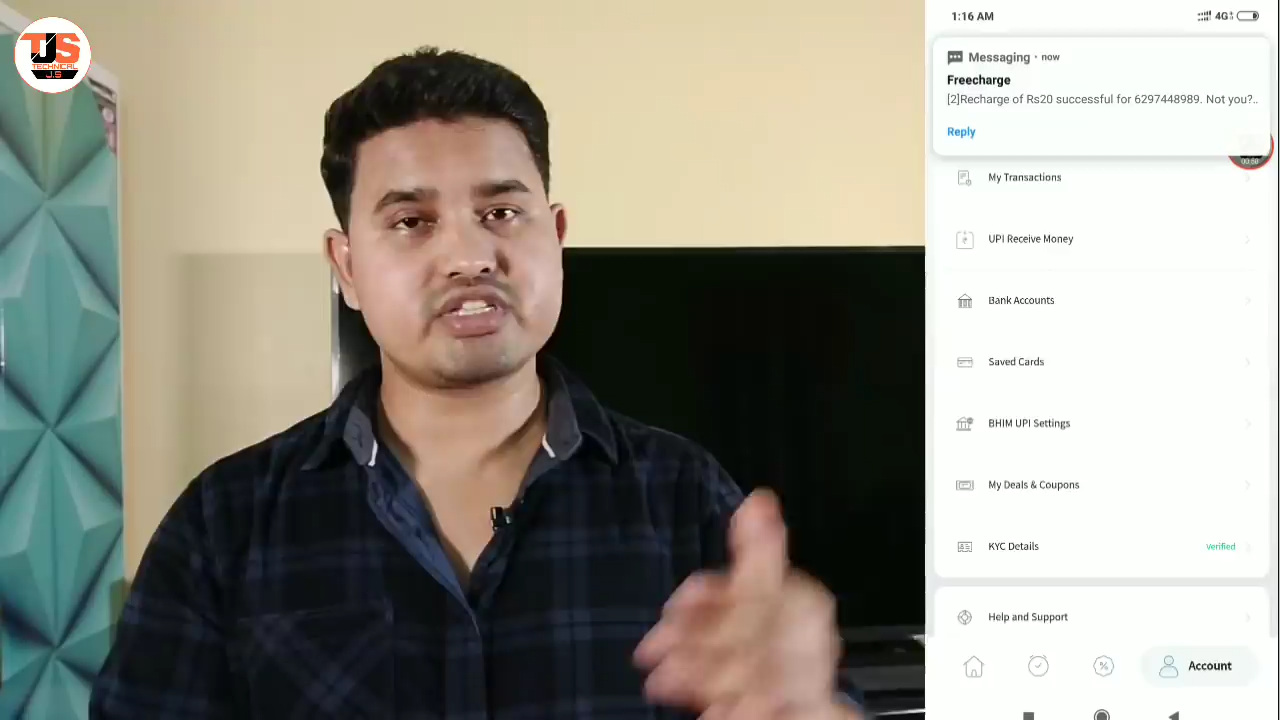 TJS
TECHNICAL
J.S
1:16 AM
4G
Messaging • now
Freecharge
[2]Recharge of Rs20 successful for 6297448989. Not you?..
Reply
00:50
My Transactions
UPI Receive Money
Bank Accounts
Saved Cards
BHIM UPI Settings
My Deals & Coupons
KYC Details
Verified
Help and Support
Account